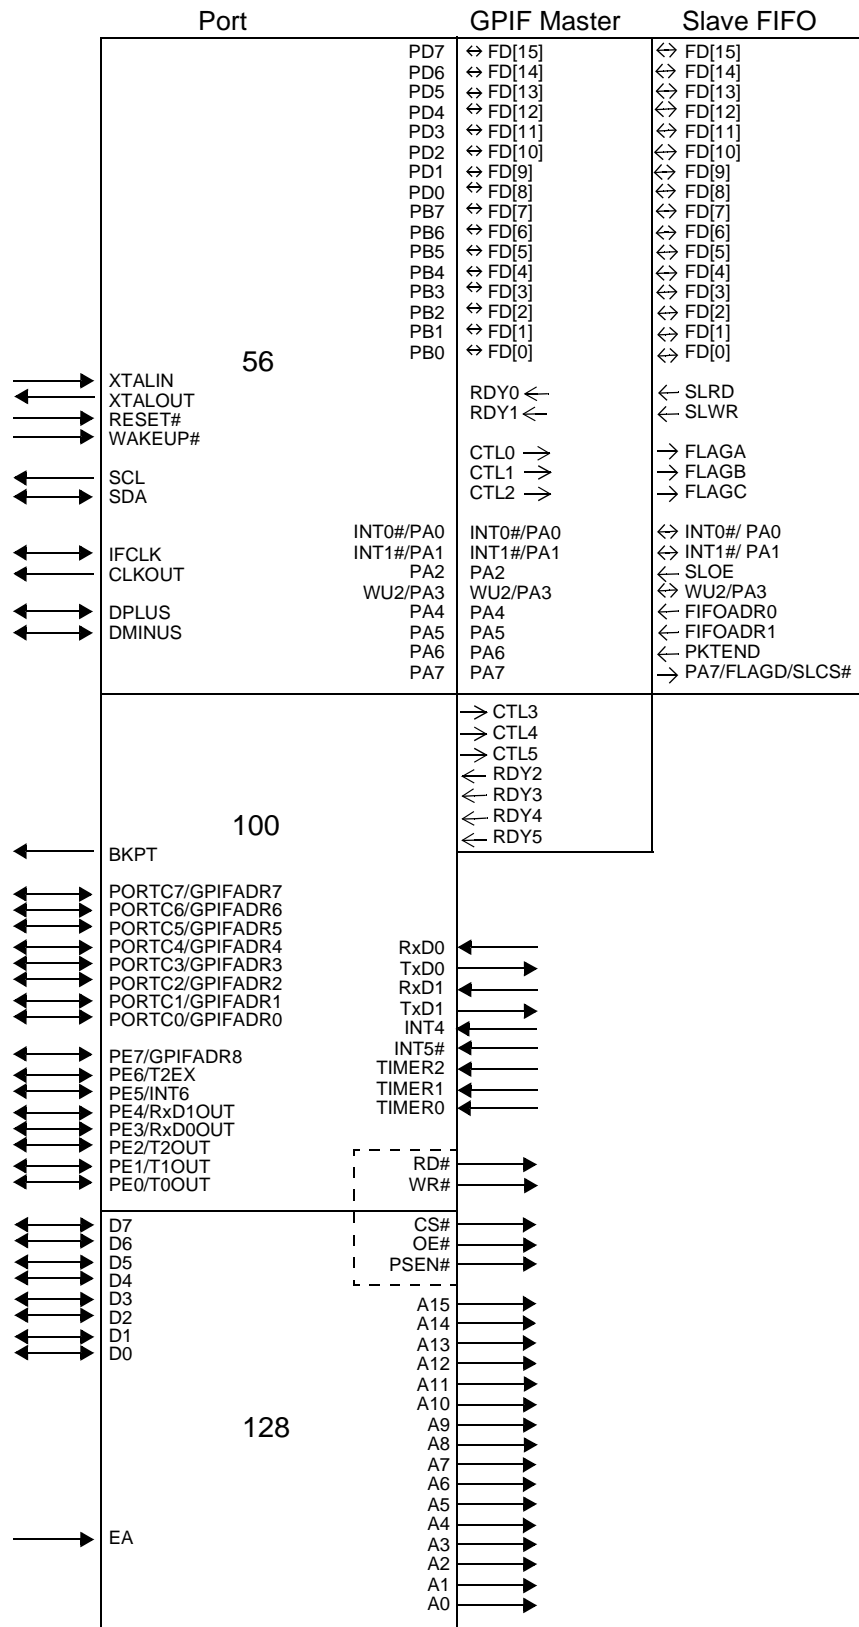 Port GPIF Master Slave FIFO
PD7 FD[15] FD[15]
PD6 FD[14] FD[14]
PD5 FD[13] FD[13]
PD4 FD[12] FD[12]
PD3 FD[11] FD[11]
PD2 FD[10] FD[10]
PD1 FD[9] FD[9]
PD0 FD[8] FD[8]
PB7 FD[7] FD[7]
PB6 FD[6] FD[6]
PB5 FD[5] FD[5]
PB4 FD[4] FD[4]
PB3 FD[3] FD[3]
PB2 FD[2] FD[2]
PB1 FD[1] FD[1]
PB0 FD[0] FD[0]
56
XTALIN
XTALOUT RDY0 SLRD
RESET# RDY1 SLWR
WAKEUP#
CTL0 FLAGA
SCL CTL1 FLAGB
SDA CTL2 FLAGC
INT0#/PA0 INT0#/PA0 INT0#/ PA0
IFCLK INT1#/PA1 INT1#/PA1 INT1#/ PA1
CLKOUT PA2 PA2 SLOE
WU2/PA3 WU2/PA3 WU2/PA3
DPLUS PA4 PA4 FIFOADR0
DMINUS PA5 PA5 FIFOADR1
PA6 PA6 PKTEND
PA7 PA7 PA7/FLAGD/SLCS#
CTL3
CTL4
CTL5
RDY2
RDY3
RDY4
RDY5
100
BKPT
PORTC7/GPIFADR7
PORTC6/GPIFADR6
PORTC5/GPIFADR5
PORTC4/GPIFADR4
PORTC3/GPIFADR3
PORTC2/GPIFADR2
PORTC1/GPIFADR1
PORTC0/GPIFADR0
RxD0
TxD0
RxD1
TxD1
INT4
INT5#
TIMER2
TIMER1
TIMER0
PE7/GPIFADR8
PE6/T2EX
PE5/INT6
PE4/RxD1OUT
PE3/RxD0OUT
PE2/T2OUT
PE1/T1OUT
PE0/T0OUT
RD#
WR#
CS#
OE#
PSEN#
D7
D6
D5
D4
D3
D2
D1
D0
A15
A14
A13
A12
A11
A10
A9
A8
A7
A6
A5
A4
A3
A2
A1
A0
128
EA